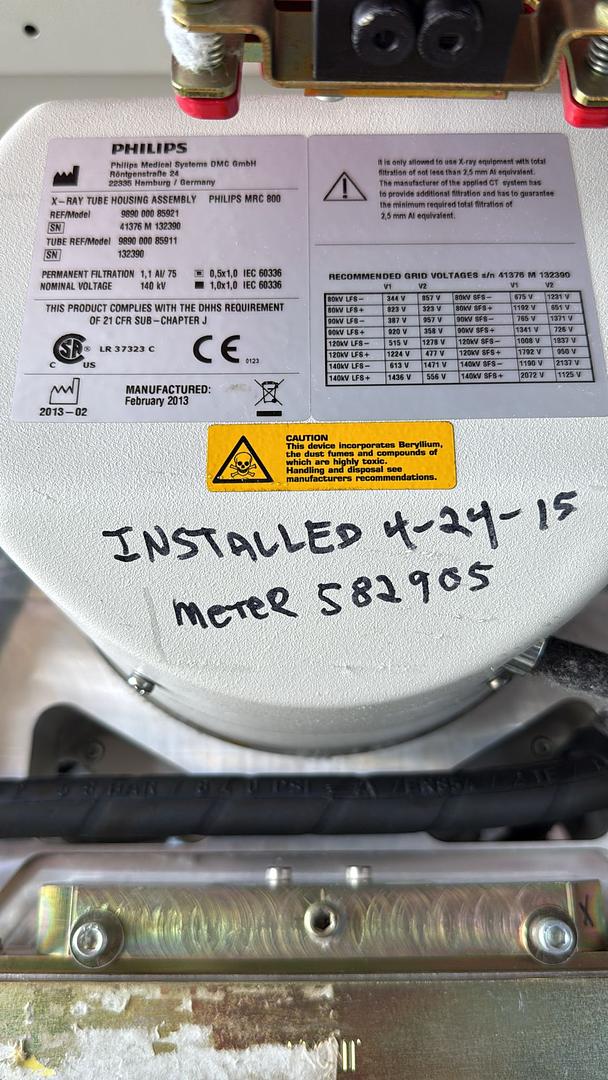 PHILIPS
Philips Medical Systems DMC GmbH
Röntgenstraße 24
22335 Hamburg / Germany
X-RAY TUBE HOUSING ASSEMBLY PHILIPS MRC 800
REF/Model 9890 000 85921
SN 41376 M 132390
TUBE REF/Model 9890 000 85911
SN 132390
PERMANENT FILTRATION 1,1 Al/ 75 0,5x1,0 IEC 60336
NOMINAL VOLTAGE 140 kV 1,0x1,0 IEC 60336
THIS PRODUCT COMPLIES WITH THE DHHS REQUIREMENT
OF 21 CFR SUB-CHAPTER J
SA ® LR 37323 C CE 0123
C US
MANUFACTURED:
2013-02 February 2013
It is only allowed to use X-ray equipment with total
filtration of not less than 2,5 mm Al equivalent.
The manufacturer of the applied CT system has
to provide additional filtration and has to guarantee
the minimum required total filtration of
2,5 mm Al equivalent.
RECOMMENDED GRID VOLTAGES s/n 41376 M 132390
V1 V2 V1 V2
80kV LFS- 344 V 857 V 80kV SFS- 675 V 1231 V
80kV LFS+ 823 V 323 V 80kV SFS+ 1192 V 651 V
90kV LFS- 387 V 957 V 90kV SFS- 765 V 1371 V
90kV LFS+ 920 V 358 V 90kV SFS+ 1341 V 726 V
120kV LFS- 515 V 1278 V 120kV SFS- 1008 V 1837 V
120kV LFS+ 1224 V 477 V 120kV SFS+ 1792 V 950 V
140kV LFS- 613 V 1471 V 140kV SFS- 1190 V 2137 V
140kV LFS+ 1436 V 556 V 140kV SFS+ 2072 V 1125 V
CAUTION
This device incorporates Beryllium,
the dust fumes and compounds of
which are highly toxic.
Handling and disposal see
manufacturers recommendations.
INSTALLED 4-24-15
METER 582905
X